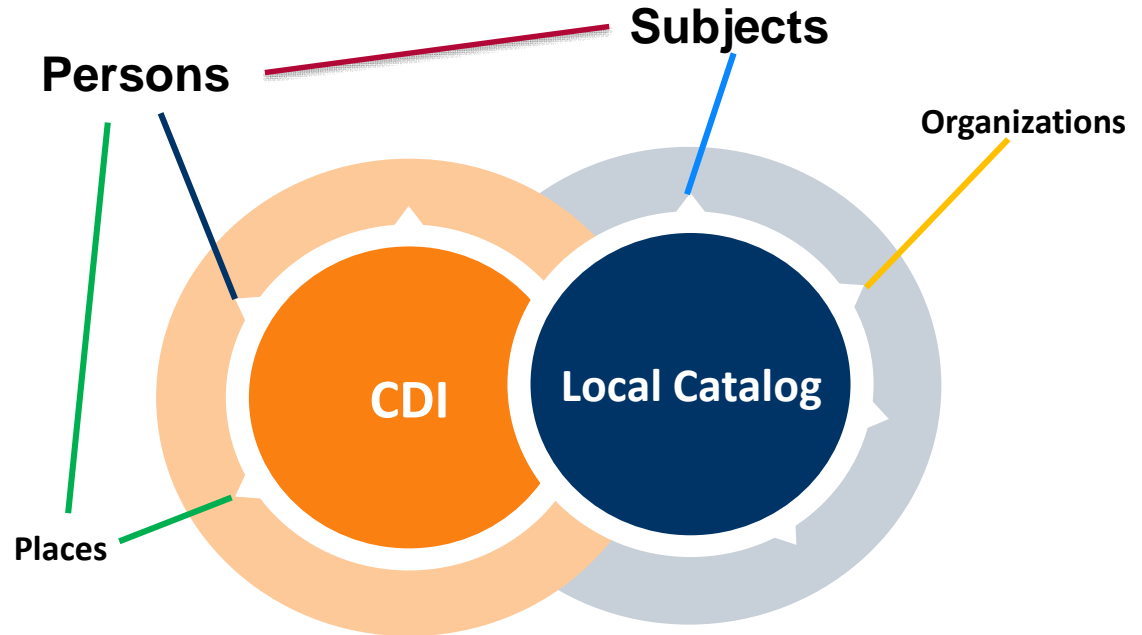 Subjects
Persons
Organizations
CDI
Local Catalog
Places